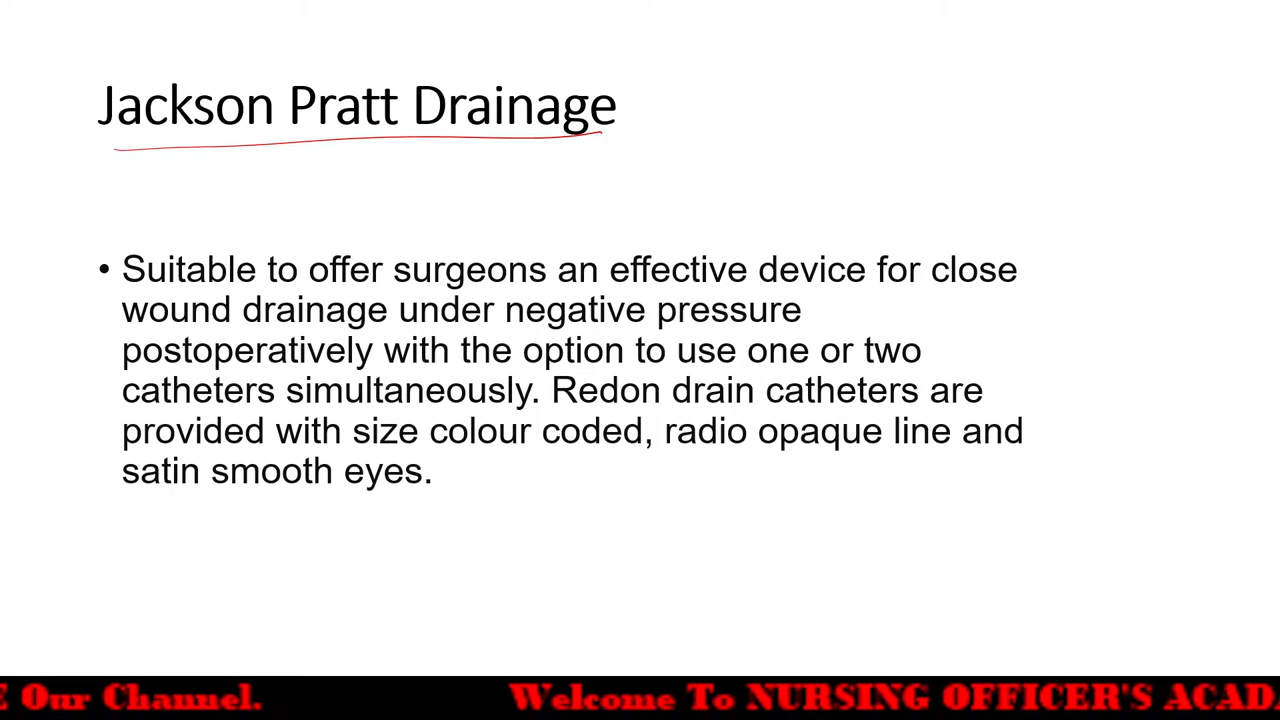 Jackson Pratt Drainage
• Suitable to offer surgeons an effective device for close
wound drainage under negative pressure
postoperatively with the option to use one or two
catheters simultaneously. Redon drain catheters are
provided with size colour coded, radio opaque line and
satin smooth eyes.
E Our Channel. Welcome To NURSING OFFICER'S ACAD